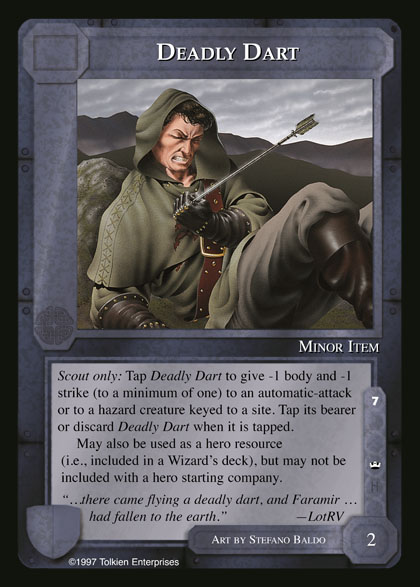 DEADLY DART
MINOR ITEM
Scout only: Tap Deadly Dart to give -1 body and -1
strike (to a minimum of one) to an automatic-attack
or to a hazard creature keyed to a site. Tap its bearer
or discard Deadly Dart when it is tapped.
May also be used as a hero resource
(i.e., included in a Wizard's deck), but may not be
included with a hero starting company.
“…there came flying a deadly dart, and Faramir …
had fallen to the earth.” —LotRV
7
ART BY STEFANO BALDO
2
©1997 Tolkien Enterprises